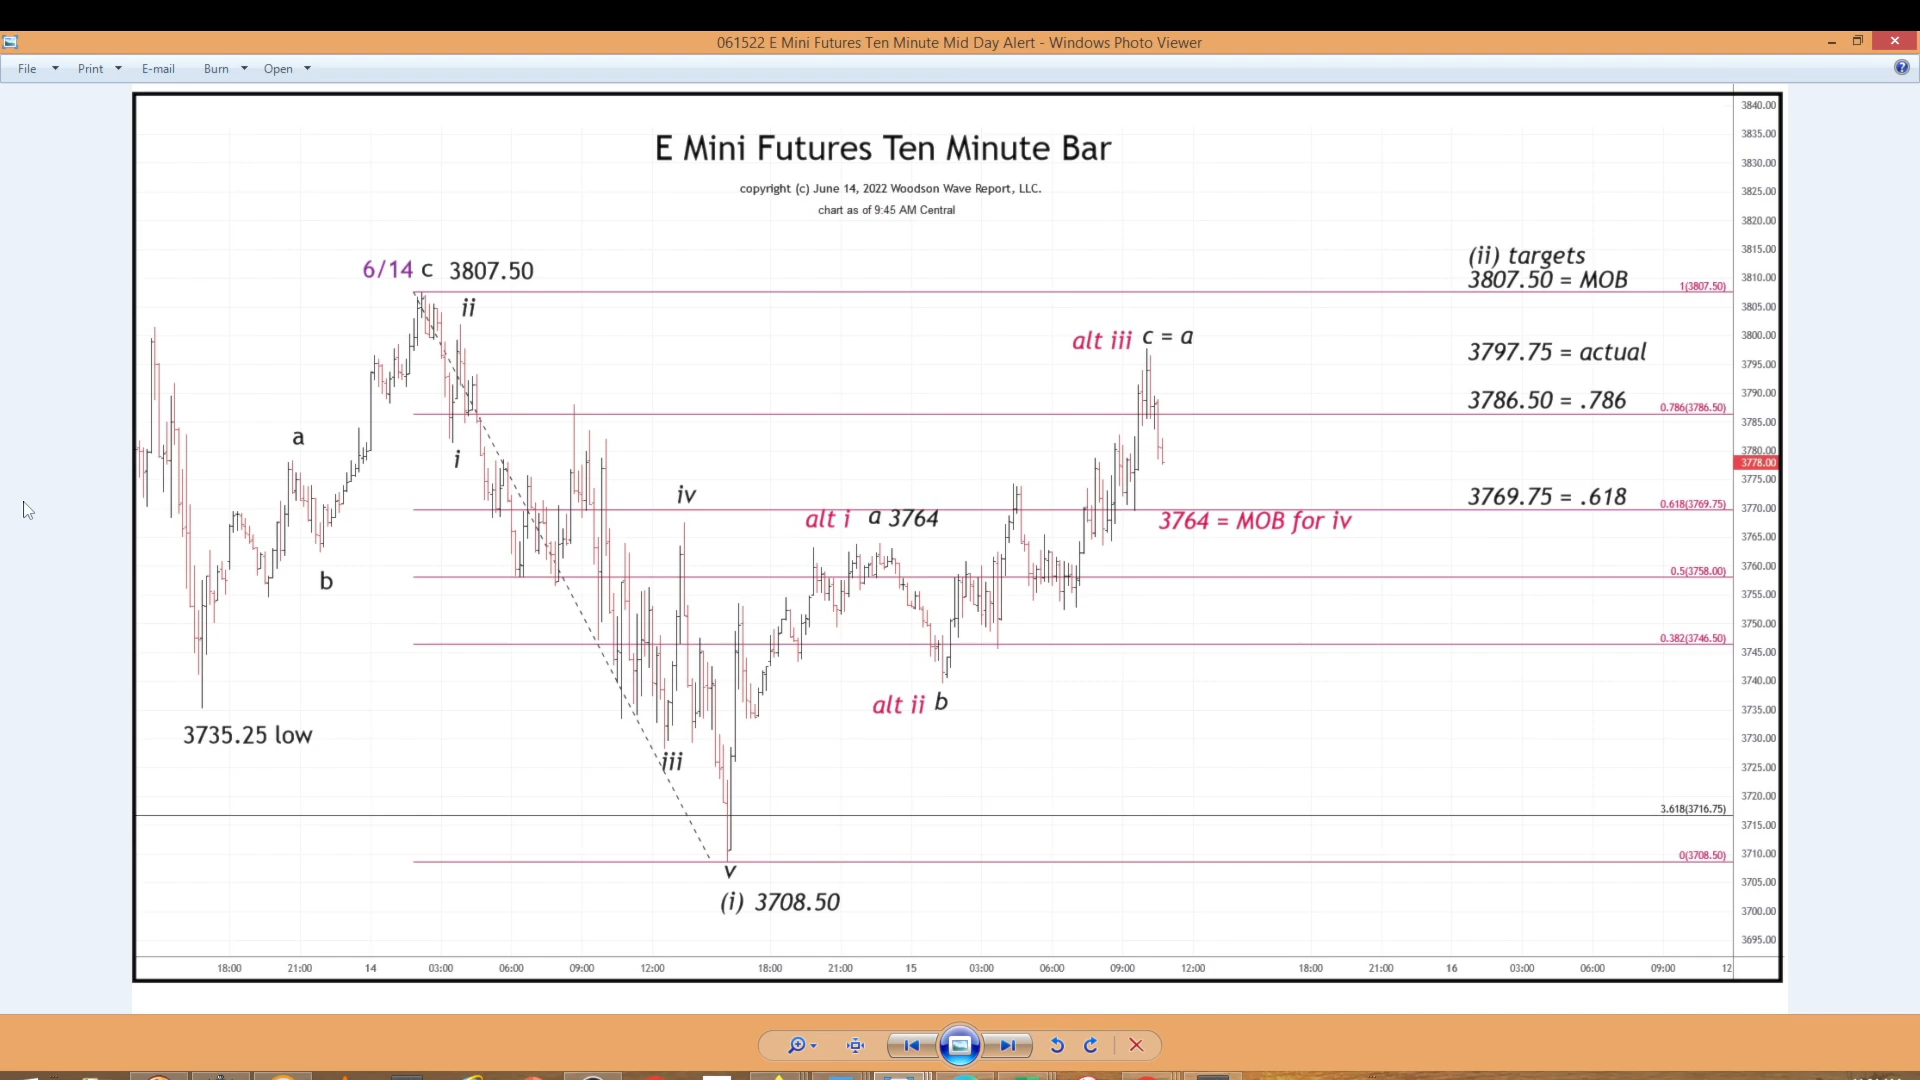 061522 E Mini Futures Ten Minute Mid Day Alert - Windows Photo Viewer
File Print E-mail Burn Open
E Mini Futures Ten Minute Bar
copyright (c) June 14, 2022 Woodson Wave Report, LLC.
chart as of 9:45 AM Central
6/14 c 3807.50
ii
i
a
b
3735.25 low
iv
iii
v
(i) 3708.50
alt i a 3764
alt ii b
alt iii c = a
(ii) targets
3807.50 = MOB
3797.75 = actual
3786.50 = .786
3769.75 = .618
3764 = MOB for iv
1(3807.50)
0.786(3786.50)
0.618(3769.75)
0.5(3758.00)
0.382(3746.50)
3.618(3716.75)
0(3708.50)
3840.00
3835.00
3830.00
3825.00
3820.00
3815.00
3810.00
3805.00
3800.00
3795.00
3790.00
3785.00
3780.00
3778.00
3775.00
3770.00
3765.00
3760.00
3755.00
3750.00
3745.00
3740.00
3735.00
3730.00
3725.00
3720.00
3715.00
3710.00
3705.00
3700.00
3695.00
18:00 21:00 14 03:00 06:00 09:00 12:00 18:00 21:00 15 03:00 06:00 09:00 12:00 18:00 21:00 16 03:00 06:00 09:00 12